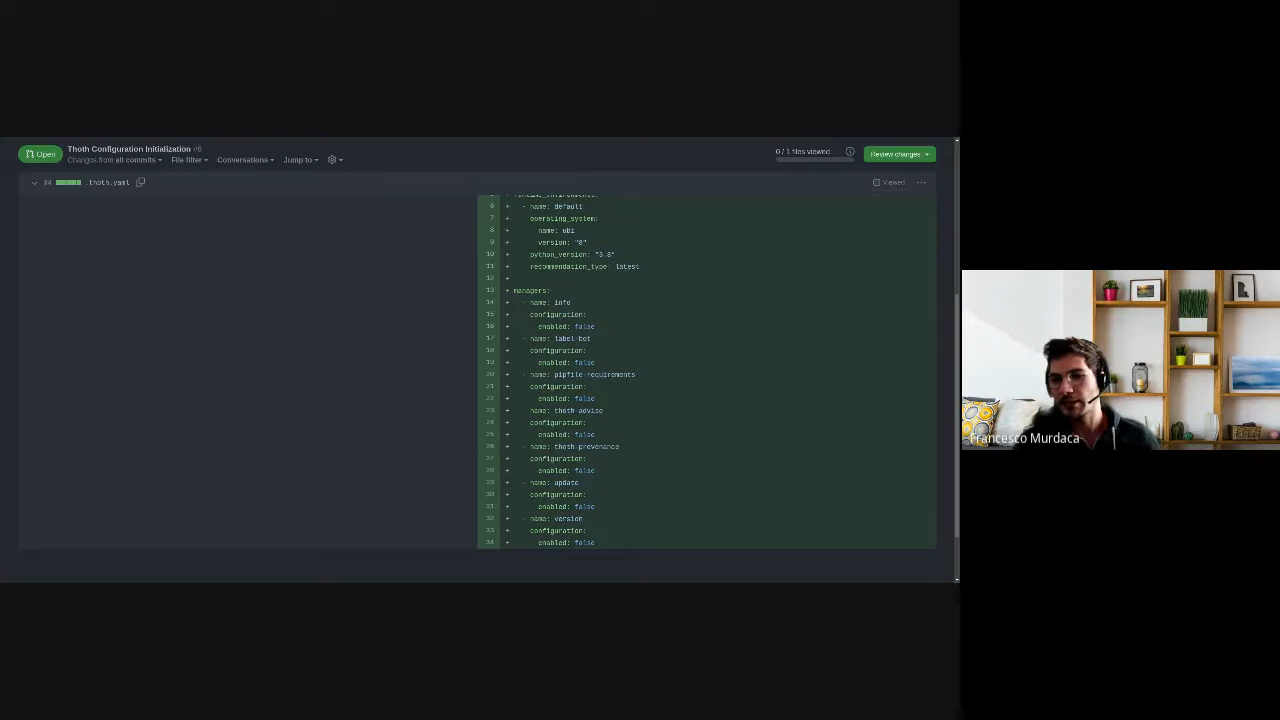 Open
Thoth Configuration Initialization #6
Changes from all commits File filter Conversations Jump to
0 / 1 files viewed
Review changes
34 .thoth.yaml
Viewed
6 + - name: default
7 + operating_system:
8 + name: ubi
9 + version: "8"
10 + python_version: "3.8"
11 + recommendation_type: latest
12 +
13 + managers:
14 + - name: info
15 + configuration:
16 + enabled: false
17 + - name: label-bot
18 + configuration:
19 + enabled: false
20 + - name: pipfile-requirements
21 + configuration:
22 + enabled: false
23 + name: thoth-advise
24 + configuration:
25 + enabled: false
26 + - name: thoth-provenance
27 + configuration:
28 + enabled: false
29 + - name: update
30 + configuration:
31 + enabled: false
32 + - name: version
33 + configuration:
34 + enabled: false
Francesco Murdaca